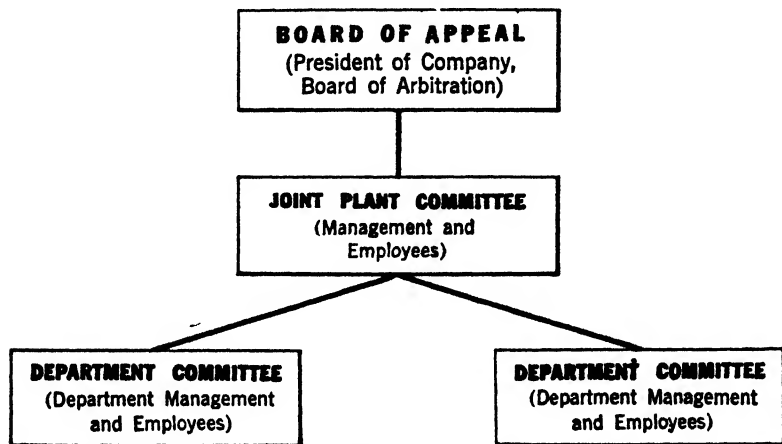 BOARD OF APPEAL
(President of Company,
Board of Arbitration)
JOINT PLANT COMMITTEE
(Management and
Employees)
DEPARTMENT COMMITTEE
(Department Management
and Employees)
DEPARTMENT COMMITTEE
(Department Management
and Employees)